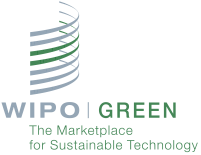 WIPO | GREEN
The Marketplace
for Sustainable Technology